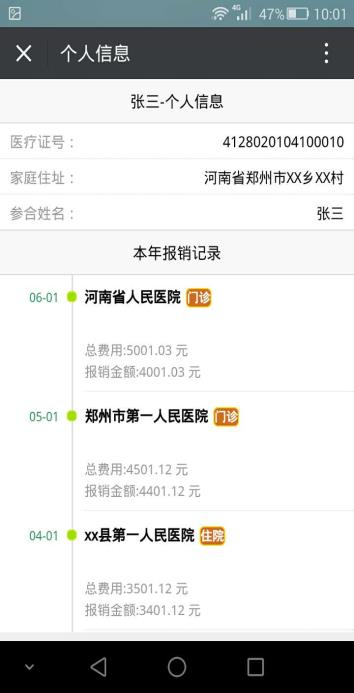 4G 47% 10:01
个人信息
张三-个人信息
医疗证号： 4128020104100010
家庭住址： 河南省郑州市XX乡XX村
参合姓名： 张三
本年报销记录
06-01 河南省人民医院 门诊
总费用:5001.03 元
报销金额:4001.03 元
05-01 郑州市第一人民医院 门诊
总费用:4501.12 元
报销金额:4401.12 元
04-01 xx县第一人民医院 住院
总费用:3501.12 元
报销金额:3401.12 元